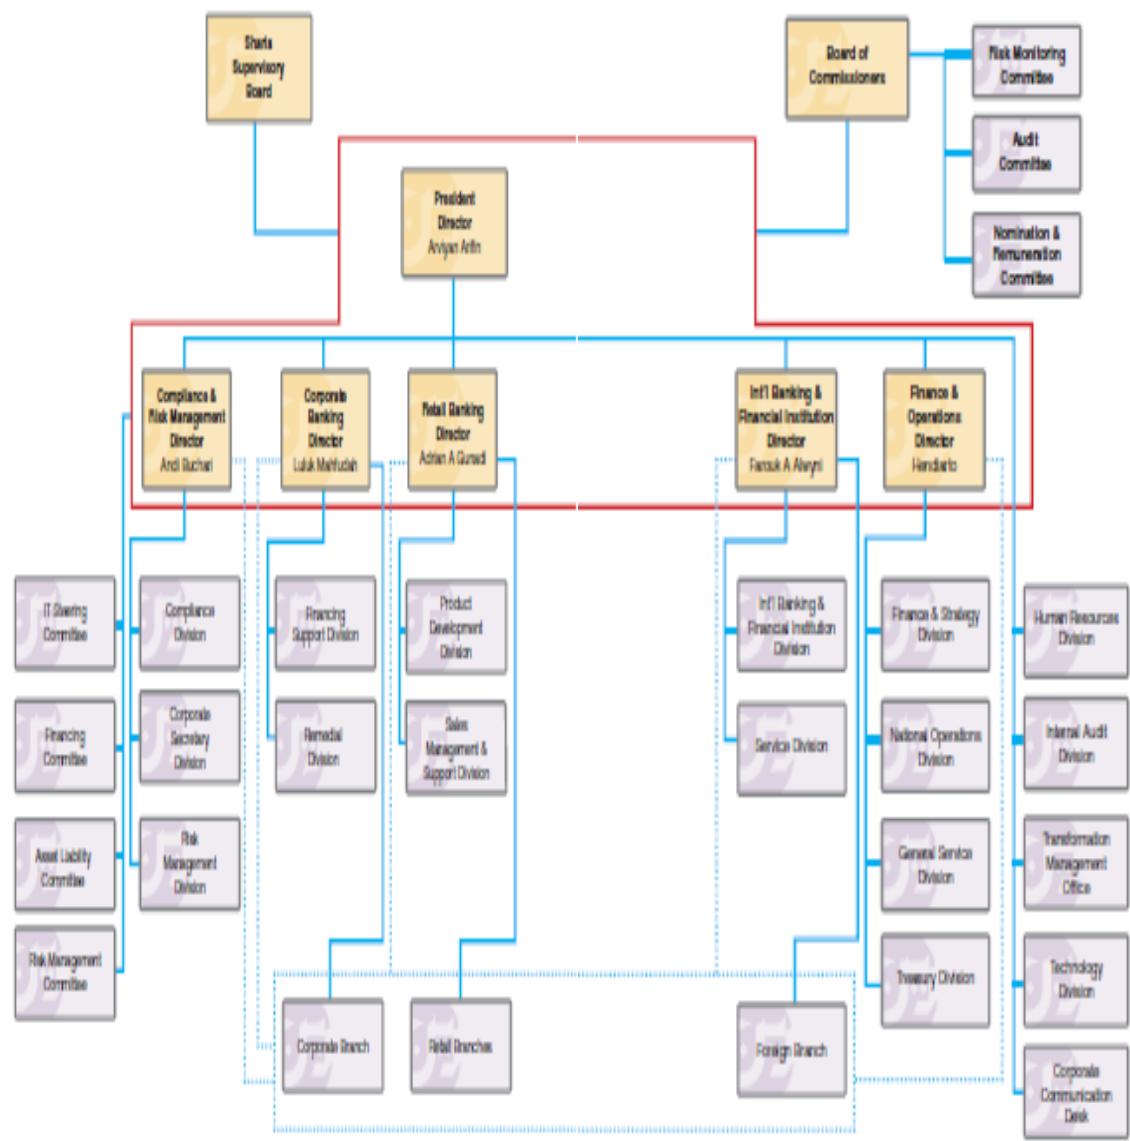 Sharia
Supervisory
Board
Board of
Commissioners
Risk Monitoring
Committee
Audit
Committee
Nomination &
Remuneration
Committee
President
Director
Arviyan Arifin
Compliance &
Risk Management
Director
Andi Buchari
Corporate
Banking
Director
Luluk Mahfudah
Retail Banking
Director
Adrian A Gunadi
Int'l Banking &
Financial Institution
Director
Farouk A Alwyni
Finance &
Operations
Director
Hendiarto
IT Steering
Committee
Financing
Committee
Asset Liability
Committee
Risk Management
Committee
Compliance
Division
Corporate
Secretary
Division
Risk
Management
Division
Financing
Support Division
Remedial
Division
Product
Development
Division
Sales
Management &
Support Division
Int'l Banking &
Financial Institution
Division
Service Division
Finance & Strategy
Division
National Operations
Division
General Service
Division
Treasury Division
Human Resources
Division
Internal Audit
Division
Transformation
Management
Office
Technology
Division
Corporate
Communication
Desk
Corporate Branch
Retail Branches
Foreign Branch